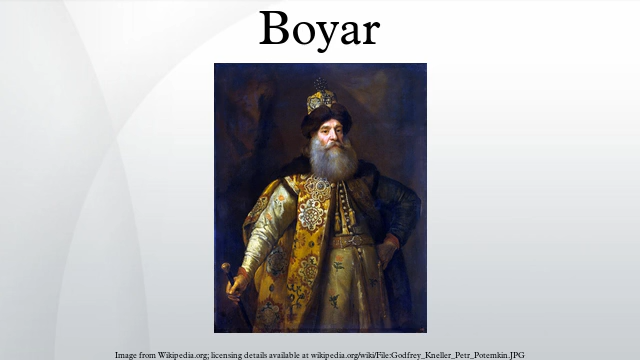 Boyar
Image from Wikipedia.org; licensing details available at wikipedia.org/wiki/File:Godfrey_Kneller_Petr_Potemkin.JPG